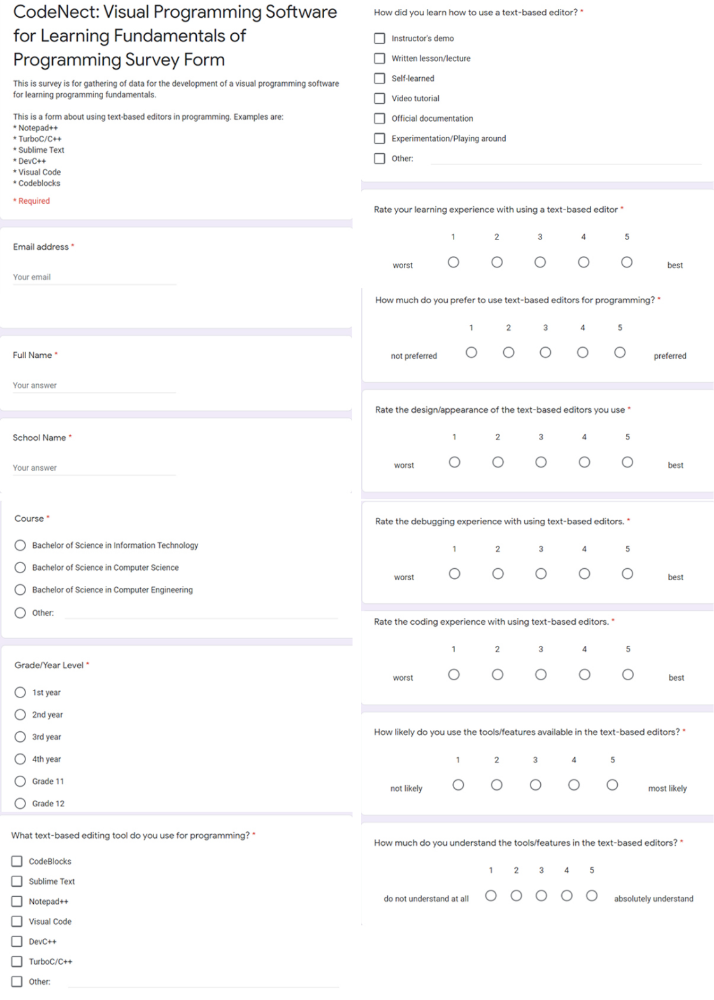 CodeNect: Visual Programming Software
for Learning Fundamentals of
Programming Survey Form
This is survey is for gathering of data for the development of a visual programming software
for learning programming fundamentals.
This is a form about using text-based editors in programming. Examples are:
* Notepad++
* TurboC/C++
* Sublime Text
* DevC++
* Visual Code
* Codeblocks
* Required
Email address *
Your email
Full Name *
Your answer
School Name *
Your answer
Course *
Bachelor of Science in Information Technology
Bachelor of Science in Computer Science
Bachelor of Science in Computer Engineering
Other:
Grade/Year Level *
1st year
2nd year
3rd year
4th year
Grade 11
Grade 12
What text-based editing tool do you use for programming? *
CodeBlocks
Sublime Text
Notepad++
Visual Code
DevC++
TurboC/C++
Other:
How did you learn how to use a text-based editor? *
Instructor's demo
Written lesson/lecture
Self-learned
Video tutorial
Official documentation
Experimentation/Playing around
Other:
Rate your learning experience with using a text-based editor *
1 2 3 4 5
worst best
How much do you prefer to use text-based editors for programming? *
1 2 3 4 5
not preferred preferred
Rate the design/appearance of the text-based editors you use *
1 2 3 4 5
worst best
Rate the debugging experience with using text-based editors. *
1 2 3 4 5
worst best
Rate the coding experience with using text-based editors. *
1 2 3 4 5
worst best
How likely do you use the tools/features available in the text-based editors? *
1 2 3 4 5
not likely most likely
How much do you understand the tools/features in the text-based editors? *
1 2 3 4 5
do not understand at all absolutely understand